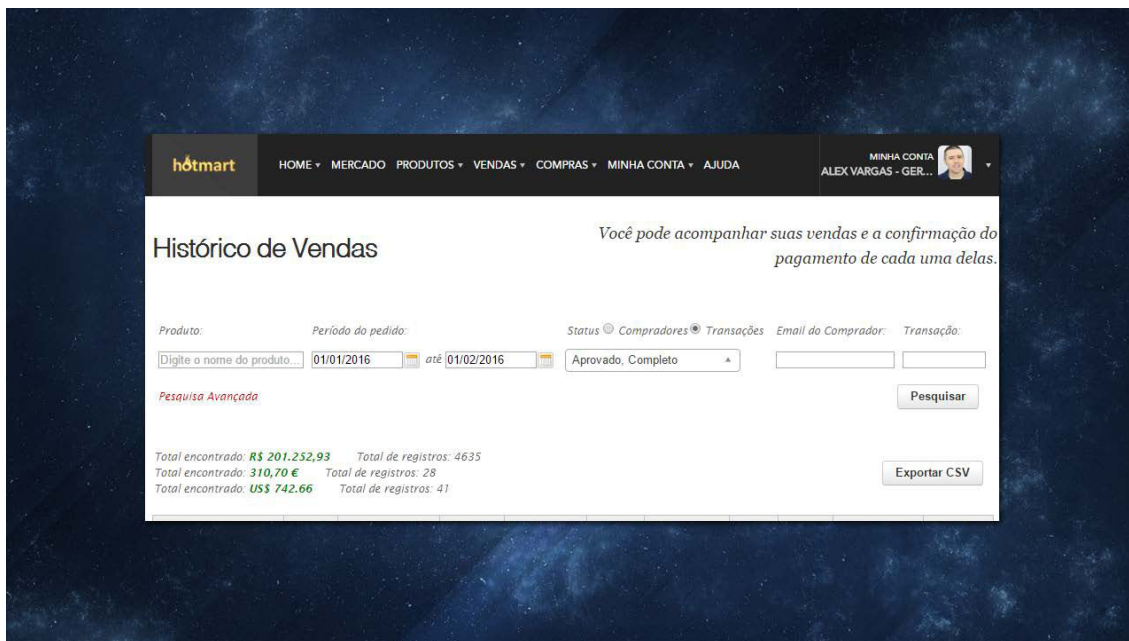 hotmart
HOME MERCADO PRODUTOS VENDAS COMPRAS MINHA CONTA AJUDA
MINHA CONTA
ALEX VARGAS - GER...
Histórico de Vendas
Você pode acompanhar suas vendas e a confirmação do
pagamento de cada uma delas.
Produto: Período do pedido: Status Compradores Transações Email do Comprador: Transação:
Digite o nome do produto... 01/01/2016 até 01/02/2016 Aprovado, Completo
Pesquisa Avançada Pesquisar
Total encontrado: R$ 201.252,93 Total de registros: 4635
Total encontrado: 310,70 € Total de registros: 28
Total encontrado: US$ 742.66 Total de registros: 41
Exportar CSV